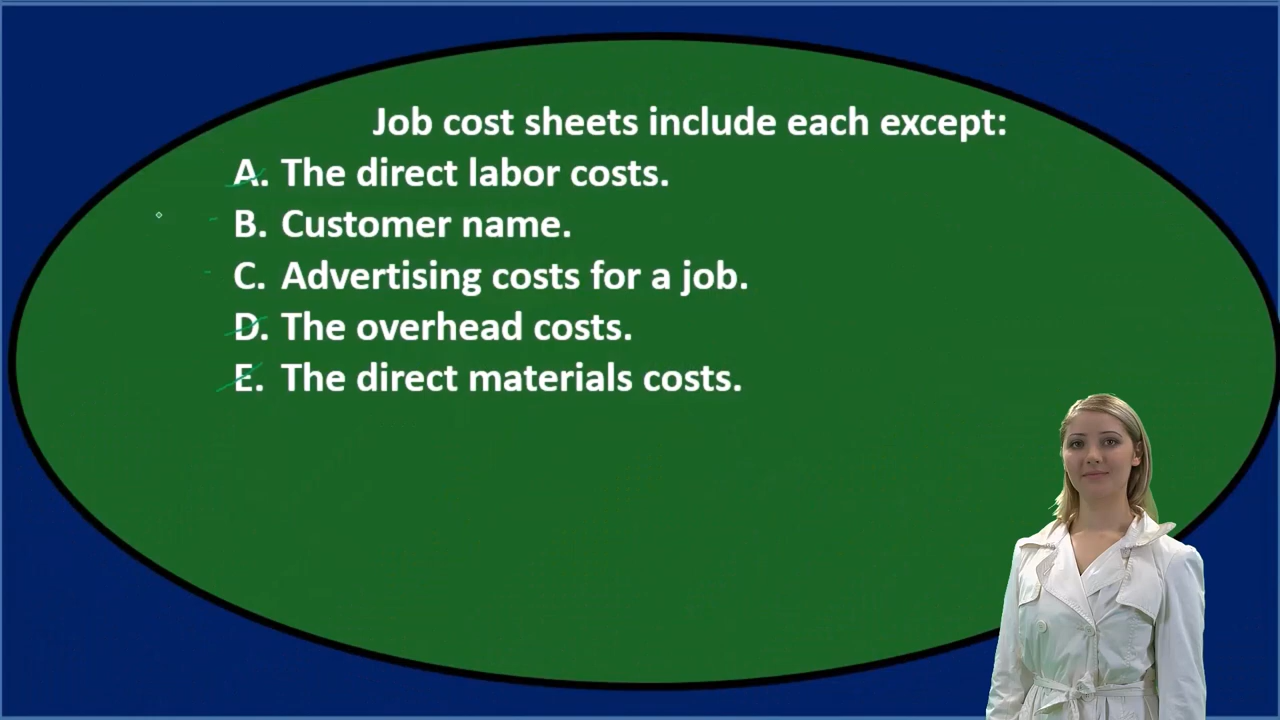 Job cost sheets include each except:
A. The direct labor costs.
B. Customer name.
C. Advertising costs for a job.
D. The overhead costs.
E. The direct materials costs.